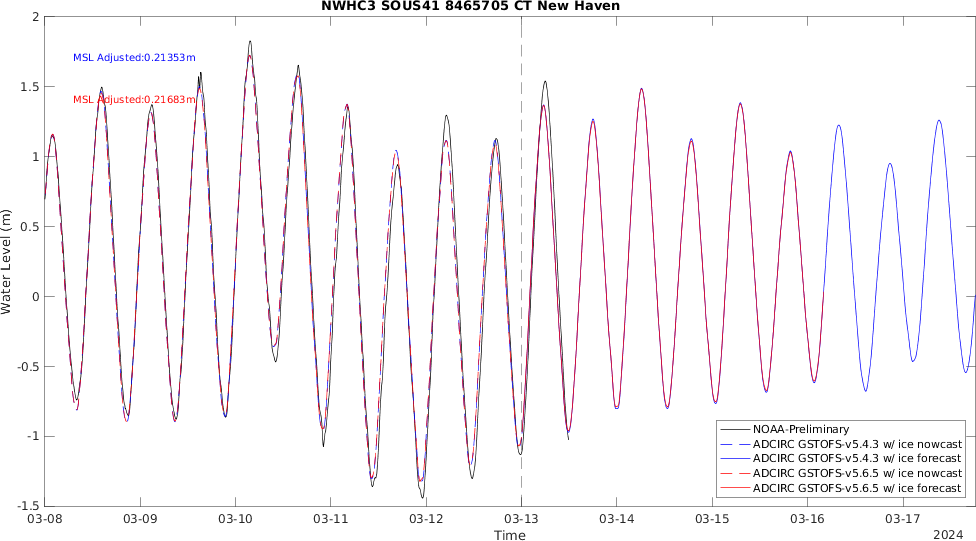 NWHC3 SOUS41 8465705 CT New Haven
2
MSL Adjusted:0.21353m
1.5
MSL Adjusted:0.21683m
1
0.5
Water Level (m)
0
-0.5
NOAA-Preliminary
-1
ADCIRC GSTOFS-v5.4.3 w/ ice nowcast
ADCIRC GSTOFS-v5.4.3 w/ ice forecast
ADCIRC GSTOFS-v5.6.5 w/ ice nowcast
ADCIRC GSTOFS-v5.6.5 w/ ice forecast
-1.5
03-08 03-09 03-10 03-11 03-12 03-13 03-14 03-15 03-16 03-17
Time
2024